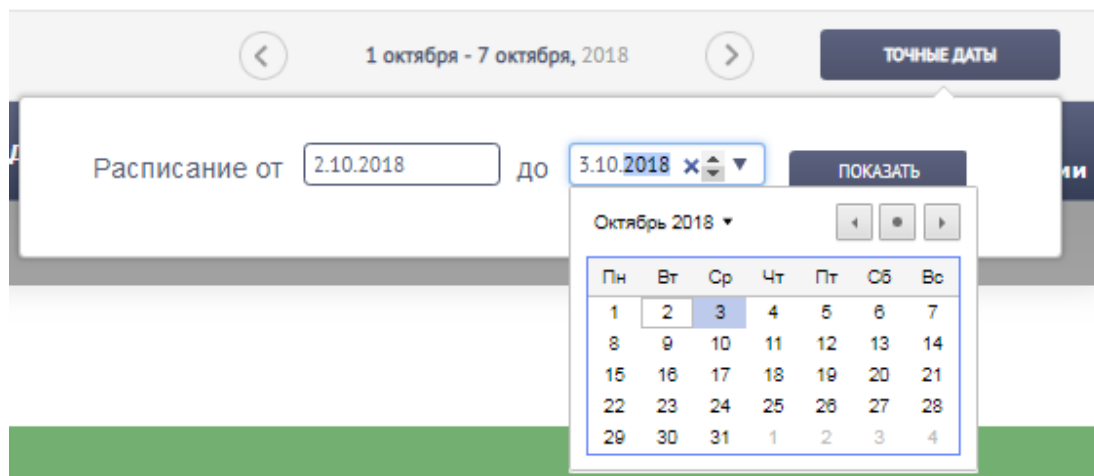 1 октября - 7 октября, 2018
ТОЧНЫЕ ДАТЫ
Расписание от 2.10.2018 до 3.10.2018
ПОКАЗАТЬ
ии
Октябрь 2018
Пн Вт Ср Чт Пт Сб Вс
1 2 3 4 5 6 7
8 9 10 11 12 13 14
15 16 17 18 19 20 21
22 23 24 25 26 27 28
29 30 31 1 2 3 4